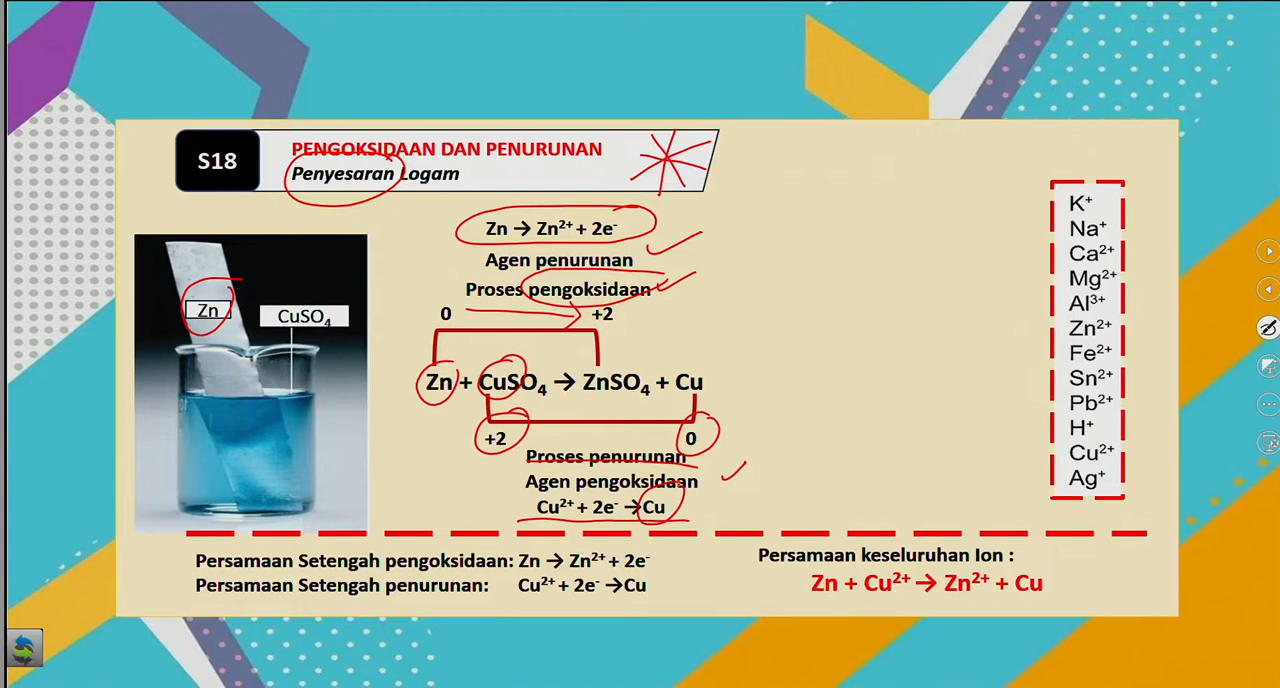 S18
PENGOKSIDAAN DAN PENURUNAN
Penyesaran Logam
Zn → Zn²⁺ + 2e⁻
Agen penurunan
Proses pengoksidaan
0 +2
Zn
CuSO₄
Zn + CuSO₄ → ZnSO₄ + Cu
+2 0
Proses penurunan
Agen pengoksidaan
Cu²⁺ + 2e⁻ → Cu
K⁺
Na⁺
Ca²⁺
Mg²⁺
Al³⁺
Zn²⁺
Fe²⁺
Sn²⁺
Pb²⁺
H⁺
Cu²⁺
Ag⁺
Persamaan Setengah pengoksidaan: Zn → Zn²⁺ + 2e⁻
Persamaan Setengah penurunan: Cu²⁺ + 2e⁻ → Cu
Persamaan keseluruhan Ion :
Zn + Cu²⁺ → Zn²⁺ + Cu